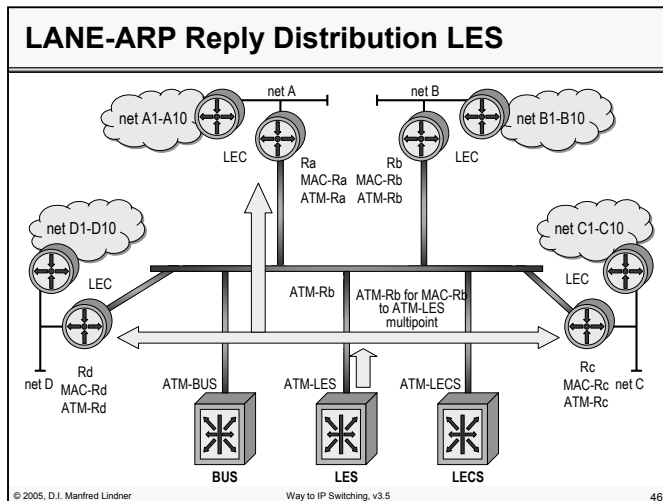 LANE-ARP Reply Distribution LES
net A
net B
net A1-A10
net B1-B10
LEC
Ra
MAC-Ra
ATM-Ra
Rb
MAC-Rb
ATM-Rb
LEC
net D1-D10
net C1-C10
LEC
LEC
ATM-Rb
ATM-Rb for MAC-Rb
to ATM-LES
multipoint
net D
Rd
MAC-Rd
ATM-Rd
ATM-BUS
ATM-LES
ATM-LECS
Rc
MAC-Rc
ATM-Rc
net C
BUS
LES
LECS
© 2005, D.I. Manfred Lindner
Way to IP Switching, v3.5
46